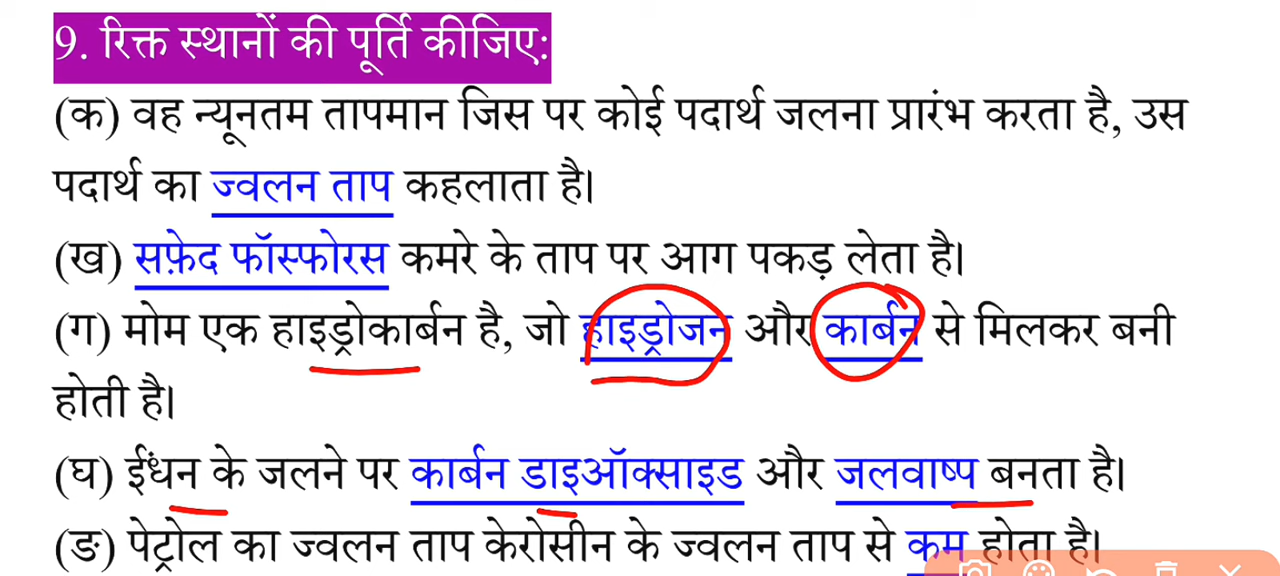 9. रिक्त स्थानों की पूर्ति कीजिए:
(क) वह न्यूनतम तापमान जिस पर कोई पदार्थ जलना प्रारंभ करता है, उस
पदार्थ का ज्वलन ताप कहलाता है।
(ख) सफ़ेद फॉस्फोरस कमरे के ताप पर आग पकड़ लेता है।
(ग) मोम एक हाइड्रोकार्बन है, जो हाइड्रोजन और कार्बन से मिलकर बनी
होती है।
(घ) ईंधन के जलने पर कार्बन डाइऑक्साइड और जलवाष्प बनता है।
(ङ) पेट्रोल का ज्वलन ताप केरोसीन के ज्वलन ताप से कम होता है।